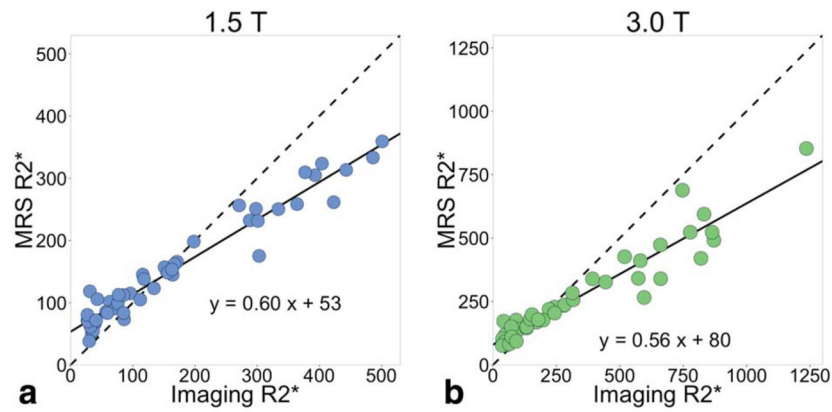 1.5 T
3.0 T
500
400
300
200
100
0
0 100 200 300 400 500
MRS R2*
Imaging R2*
y = 0.60 x + 53
a
1250
1000
750
500
250
0
0 250 500 750 1000 1250
MRS R2*
Imaging R2*
y = 0.56 x + 80
b